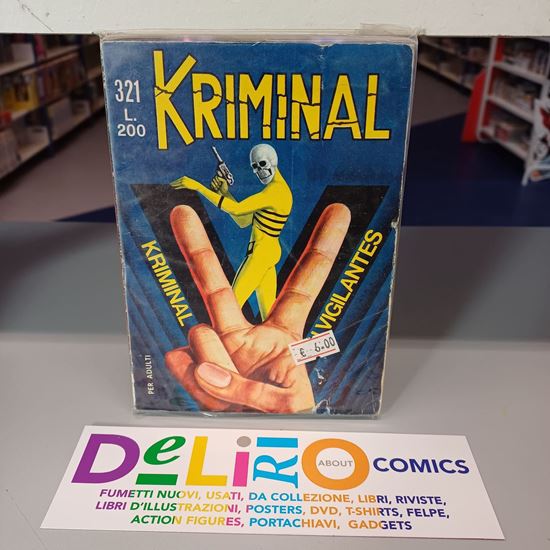 321
L.
200
KRIMINAL
KRIMINAL
VIGILANTES
€ 6.00
PER ADULTI
DeLiRiO
ABOUT
COMICS
FUMETTI NUOVI, USATI, DA COLLEZIONE, LIBRI, RIVISTE,
LIBRI D'ILLUSTRAZIONI, POSTERS, DVD, T-SHIRTS, FELPE,
ACTION FIGURES, PORTACHIAVI, GADGETS